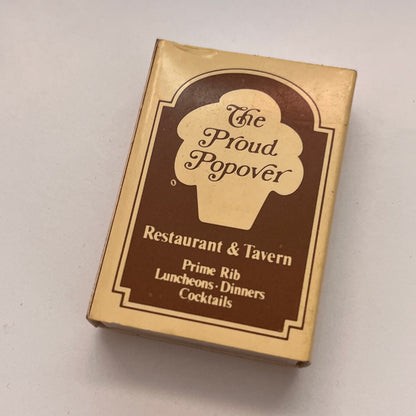 The
Proud
Popover
Restaurant & Tavern
Prime Rib
Luncheons · Dinners
Cocktails